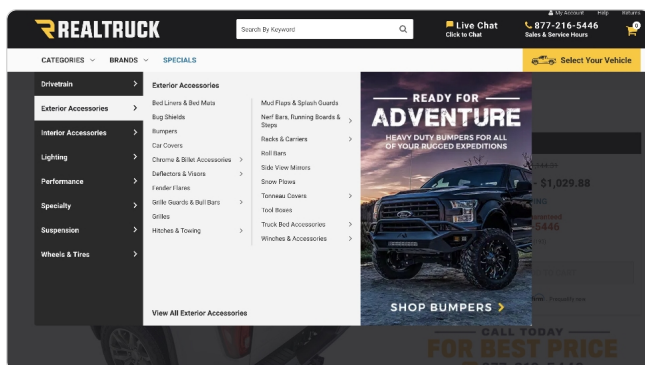 My Account Help Returns
REALTRUCK
Search By Keyword
Live Chat
Click to Chat
877-216-5446
Sales & Service Hours
0
CATEGORIES BRANDS SPECIALS
Select Your Vehicle
Drivetrain
Exterior Accessories
Interior Accessories
Lighting
Performance
Specialty
Suspension
Wheels & Tires
Exterior Accessories
Bed Liners & Bed Mats
Bug Shields
Bumpers
Car Covers
Chrome & Billet Accessories
Deflectors & Visors
Fender Flares
Grille Guards & Bull Bars
Grilles
Hitches & Towing
Mud Flaps & Splash Guards
Nerf Bars, Running Boards &
Steps
Racks & Carriers
Roll Bars
Side View Mirrors
Snow Plows
Tonneau Covers
Tool Boxes
Truck Bed Accessories
Winches & Accessories
View All Exterior Accessories
READY FOR
ADVENTURE
HEAVY DUTY BUMPERS FOR ALL
OF YOUR RUGGED EXPEDITIONS
SHOP BUMPERS
- $1,029.88
5446
CALL TODAY
FOR BEST PRICE
877-216-5446